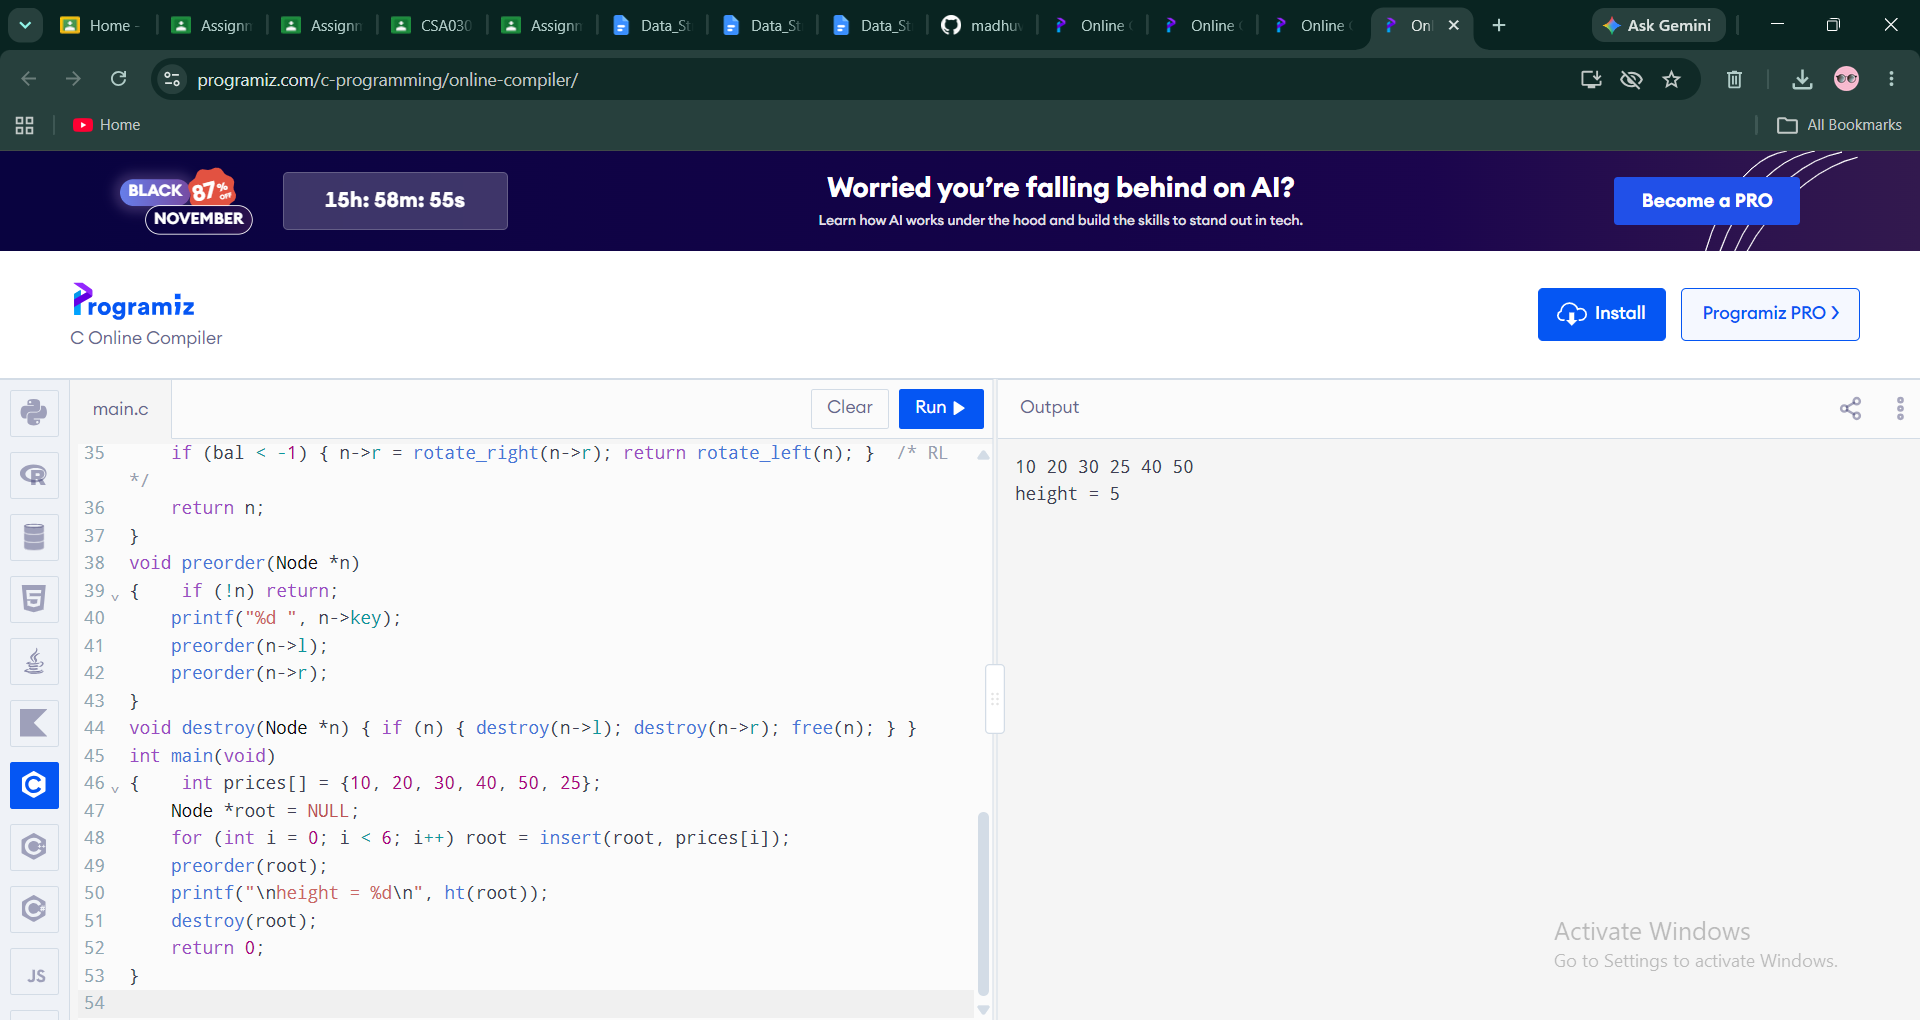 Home
Assignn
Assignn
CSA030
Assignn
Data_St
Data_St
Data_St
madhuv
Online
Online
Online
Onl
Ask Gemini
programiz.com/c-programming/online-compiler/
Home
All Bookmarks
BLACK 87% OFF
NOVEMBER
15h: 58m: 55s
Worried you're falling behind on AI?
Learn how AI works under the hood and build the skills to stand out in tech.
Become a PRO
Programiz
C Online Compiler
Install
Programiz PRO >
main.c
Clear
Run
Output
35 if (bal < -1) { n->r = rotate_right(n->r); return rotate_left(n); } /* RL
*/
36 return n;
37 }
38 void preorder(Node *n)
39 { if (!n) return;
40 printf("%d ", n->key);
41 preorder(n->l);
42 preorder(n->r);
43 }
44 void destroy(Node *n) { if (n) { destroy(n->l); destroy(n->r); free(n); } }
45 int main(void)
46 { int prices[] = {10, 20, 30, 40, 50, 25};
47 Node *root = NULL;
48 for (int i = 0; i < 6; i++) root = insert(root, prices[i]);
49 preorder(root);
50 printf("\nheight = %d\n", ht(root));
51 destroy(root);
52 return 0;
53 }
54
10 20 30 25 40 50
height = 5
JS
Activate Windows
Go to Settings to activate Windows.